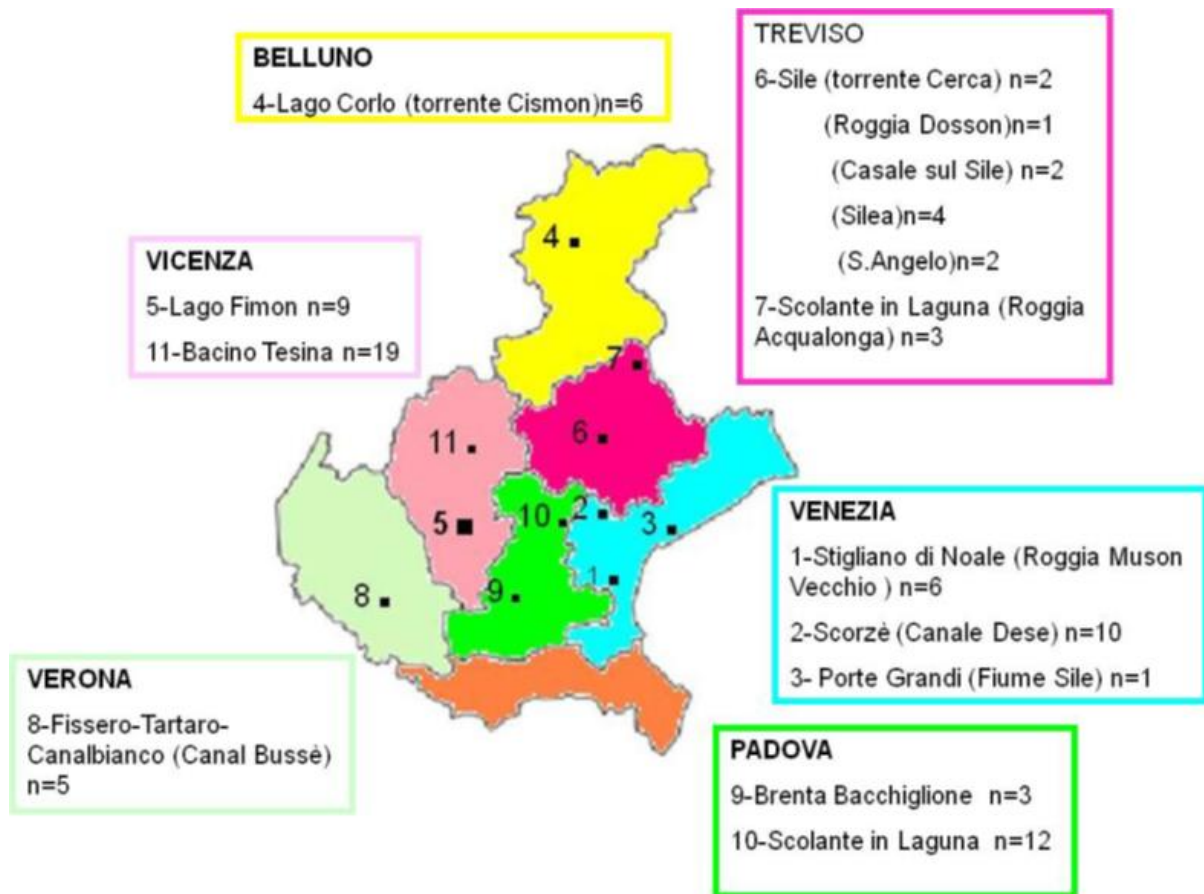 BELLUNO
4-Lago Corlo (torrente Cismon)n=6
TREVISO
6-Sile (torrente Cerca) n=2
(Roggia Dosson)n=1
(Casale sul Sile) n=2
(Silea)n=4
(S.Angelo)n=2
7-Scolante in Laguna (Roggia
Acqualonga) n=3
VICENZA
5-Lago Fimon n=9
11-Bacino Tesina n=19
4
7
11
6
5
10
2
3
8
9
1
VENEZIA
1-Stigliano di Noale (Roggia Muson
Vecchio ) n=6
2-Scorzè (Canale Dese) n=10
3- Porte Grandi (Fiume Sile) n=1
VERONA
8-Fissero-Tartaro-
Canalbianco (Canal Bussè)
n=5
PADOVA
9-Brenta Bacchiglione n=3
10-Scolante in Laguna n=12